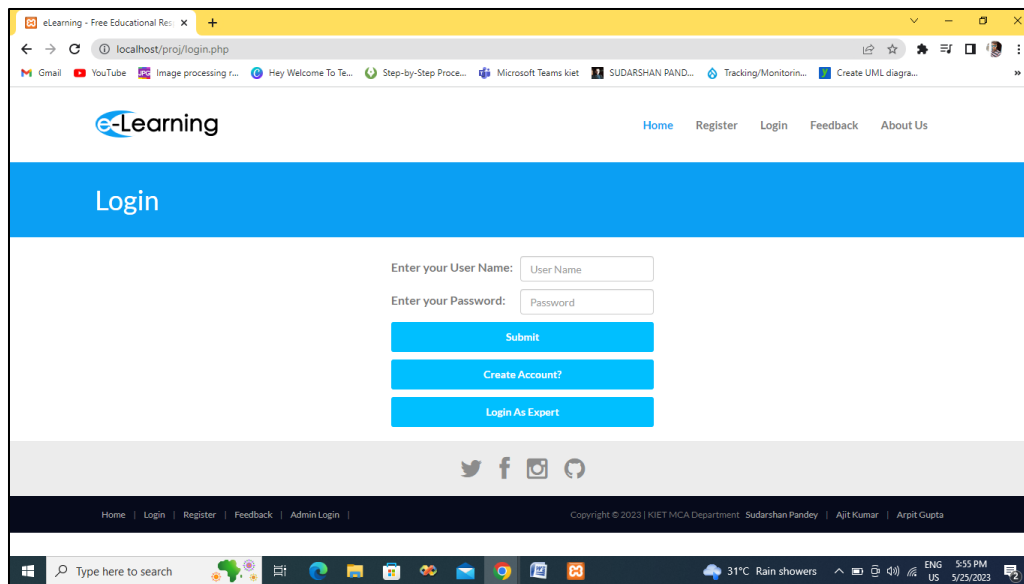 eLearning - Free Educational Res
localhost/proj/login.php
Gmail YouTube Image processing r... Hey Welcome To Te... Step-by-Step Proce... Microsoft Teams kiet SUDARSHAN PAND... Tracking/Monitorin... Create UML diagra... »
e-Learning
Home Register Login Feedback About Us
Login
Enter your User Name: User Name
Enter your Password: Password
Submit
Create Account?
Login As Expert
Home | Login | Register | Feedback | Admin Login |
Copyright © 2023 | KIET MCA Department Sudarshan Pandey | Ajit Kumar | Arpit Gupta
Type here to search
31°C Rain showers
ENG
US
5:55 PM
5/25/2023
2